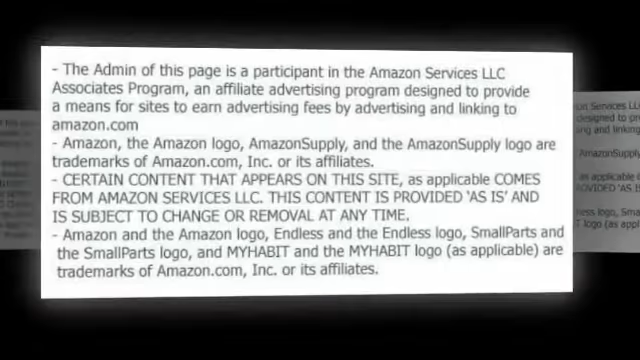 - The Admin of this page is a participant in the Amazon Services LLC
Associates Program, an affiliate advertising program designed to provide
a means for sites to earn advertising fees by advertising and linking to
amazon.com
- Amazon, the Amazon logo, AmazonSupply, and the AmazonSupply logo are
trademarks of Amazon.com, Inc. or its affiliates.
- CERTAIN CONTENT THAT APPEARS ON THIS SITE, as applicable COMES
FROM AMAZON SERVICES LLC. THIS CONTENT IS PROVIDED 'AS IS' AND
IS SUBJECT TO CHANGE OR REMOVAL AT ANY TIME.
- Amazon and the Amazon logo, Endless and the Endless logo, SmallParts and
the SmallParts logo, and MYHABIT and the MYHABIT logo (as applicable) are
trademarks of Amazon.com, Inc. or its affiliates.